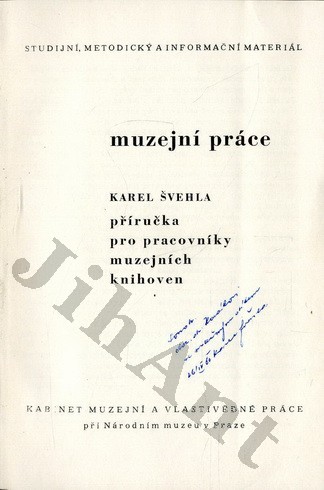 STUDIJNÍ, METODICKÝ A INFORMAČNÍ MATERIÁL
muzejní práce
KAREL ŠVEHLA
příručka
pro pracovníky
muzejních
knihoven
KABINET MUZEJNÍ A VLASTIVĚDNÉ PRÁCE
při Národním muzeu v Praze
JihAnt